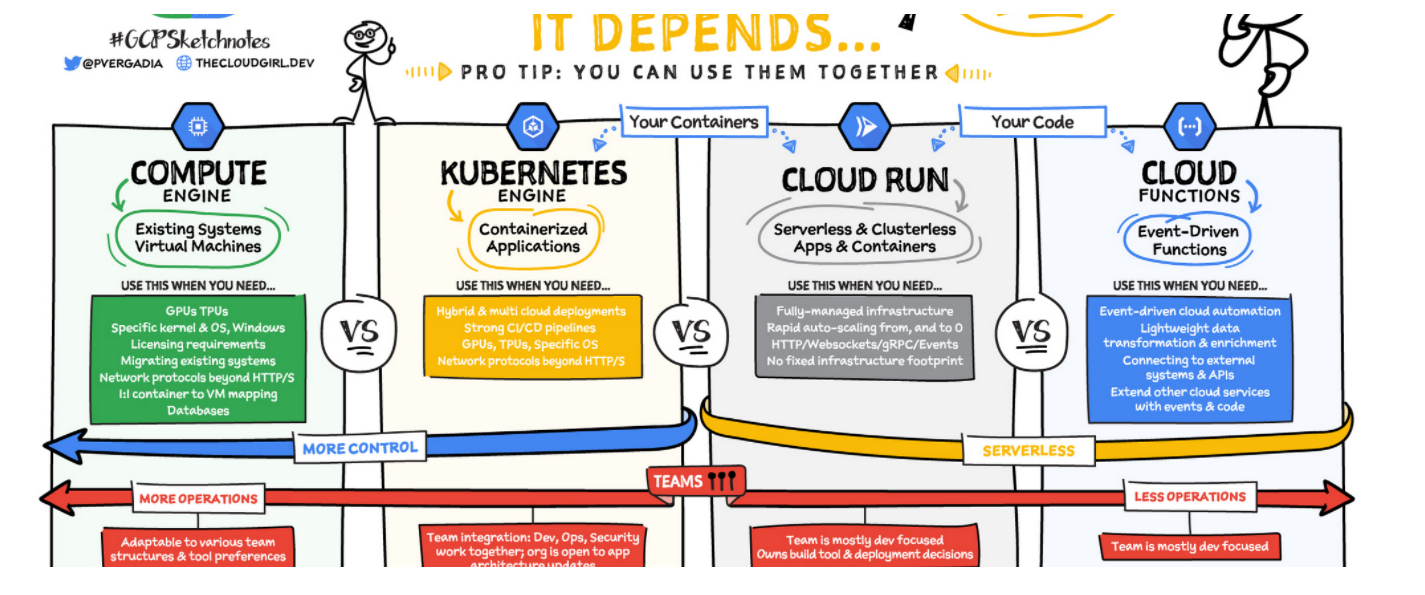 #GCPSketchnotes
@PVERGADIA THECLOUDGIRL.DEV
IT DEPENDS...
PRO TIP: YOU CAN USE THEM TOGETHER
Your Containers
Your Code
COMPUTE
ENGINE
Existing Systems
Virtual Machines
USE THIS WHEN YOU NEED...
GPUs TPUs
Specific kernel & OS, Windows
Licensing requirements
Migrating existing systems
Network protocols beyond HTTP/S
1:1 container to VM mapping
Databases
VS
KUBERNETES
ENGINE
Containerized
Applications
USE THIS WHEN YOU NEED...
Hybrid & multi cloud deployments
Strong CI/CD pipelines
GPUs, TPUs, Specific OS
Network protocols beyond HTTP/S
VS
CLOUD RUN
Serverless & Clusterless
Apps & Containers
USE THIS WHEN YOU NEED...
Fully-managed infrastructure
Rapid auto-scaling from, and to 0
HTTP/Websockets/gRPC/Events
No fixed infrastructure footprint
VS
CLOUD
FUNCTIONS
Event-Driven
Functions
USE THIS WHEN YOU NEED...
Event-driven cloud automation
Lightweight data
transformation & enrichment
Connecting to external
systems & APIs
Extend other cloud services
with events & code
MORE CONTROL
SERVERLESS
TEAMS
MORE OPERATIONS
LESS OPERATIONS
Adaptable to various team
structures & tool preferences
Team integration: Dev, Ops, Security
work together; org is open to app
architecture updates
Team is mostly dev focused
Owns build tool & deployment decisions
Team is mostly dev focused